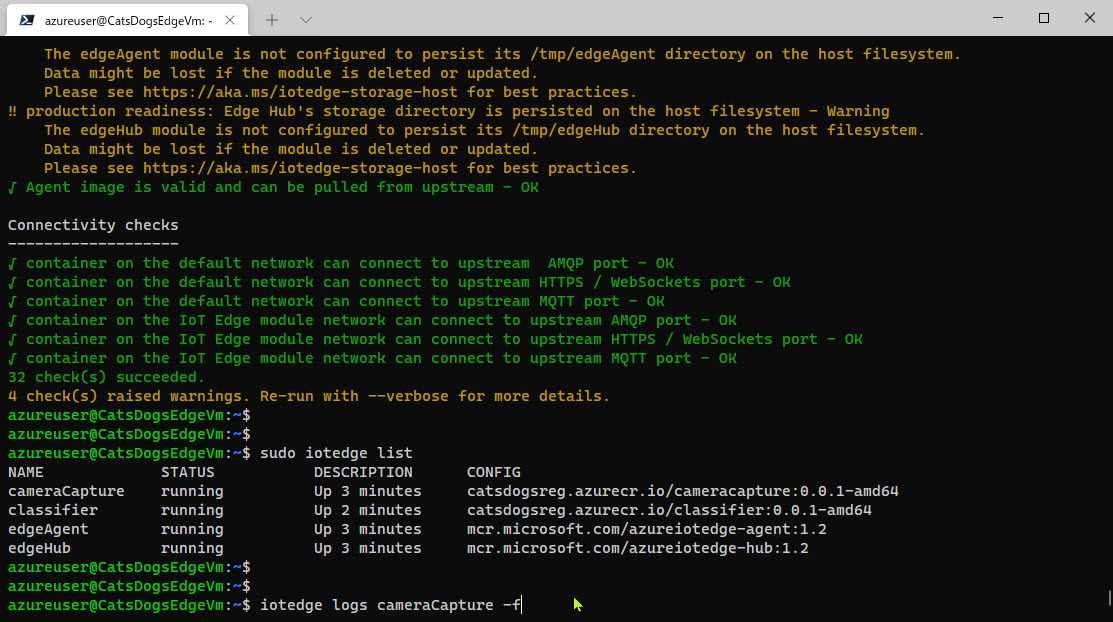 azureuser@CatsDogsEdgeVm: ~
The edgeAgent module is not configured to persist its /tmp/edgeAgent directory on the host filesystem.
Data might be lost if the module is deleted or updated.
Please see https://aka.ms/iotedge-storage-host for best practices.
‼ production readiness: Edge Hub's storage directory is persisted on the host filesystem - Warning
The edgeHub module is not configured to persist its /tmp/edgeHub directory on the host filesystem.
Data might be lost if the module is deleted or updated.
Please see https://aka.ms/iotedge-storage-host for best practices.
√ Agent image is valid and can be pulled from upstream - OK
Connectivity checks
-------------------
√ container on the default network can connect to upstream  AMQP port - OK
√ container on the default network can connect to upstream HTTPS / WebSockets port - OK
√ container on the default network can connect to upstream MQTT port - OK
√ container on the IoT Edge module network can connect to upstream AMQP port - OK
√ container on the IoT Edge module network can connect to upstream HTTPS / WebSockets port - OK
√ container on the IoT Edge module network can connect to upstream MQTT port - OK
32 check(s) succeeded.
4 check(s) raised warnings. Re-run with --verbose for more details.
azureuser@CatsDogsEdgeVm:~$
azureuser@CatsDogsEdgeVm:~$
azureuser@CatsDogsEdgeVm:~$ sudo iotedge list
NAME STATUS DESCRIPTION CONFIG
cameraCapture running Up 3 minutes catsdogsreg.azurecr.io/cameracapture:0.0.1-amd64
classifier running Up 2 minutes catsdogsreg.azurecr.io/classifier:0.0.1-amd64
edgeAgent running Up 3 minutes mcr.microsoft.com/azureiotedge-agent:1.2
edgeHub running Up 3 minutes mcr.microsoft.com/azureiotedge-hub:1.2
azureuser@CatsDogsEdgeVm:~$
azureuser@CatsDogsEdgeVm:~$
azureuser@CatsDogsEdgeVm:~$ iotedge logs cameraCapture -f